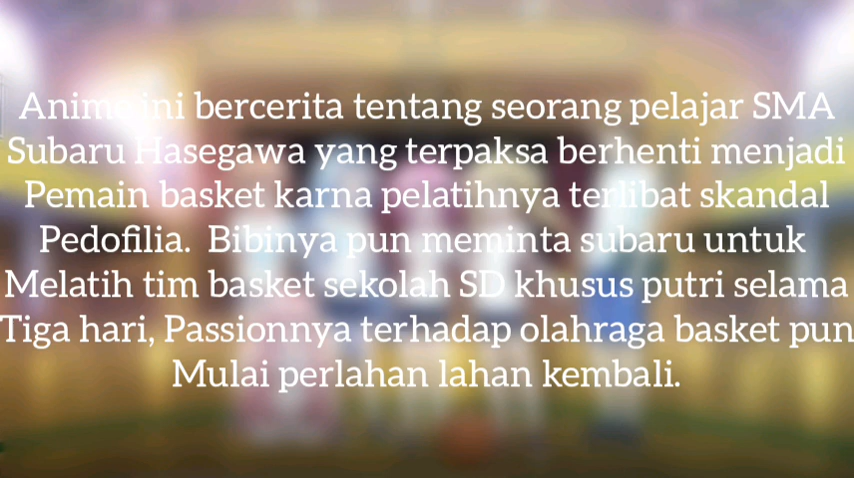 Anime ini bercerita tentang seorang pelajar SMA
Subaru Hasegawa yang terpaksa berhenti menjadi
Pemain basket karna pelatihnya terlibat skandal
Pedofilia.  Bibinya pun meminta subaru untuk
Melatih tim basket sekolah SD khusus putri selama
Tiga hari, Passionnya terhadap olahraga basket pun
Mulai perlahan lahan kembali.